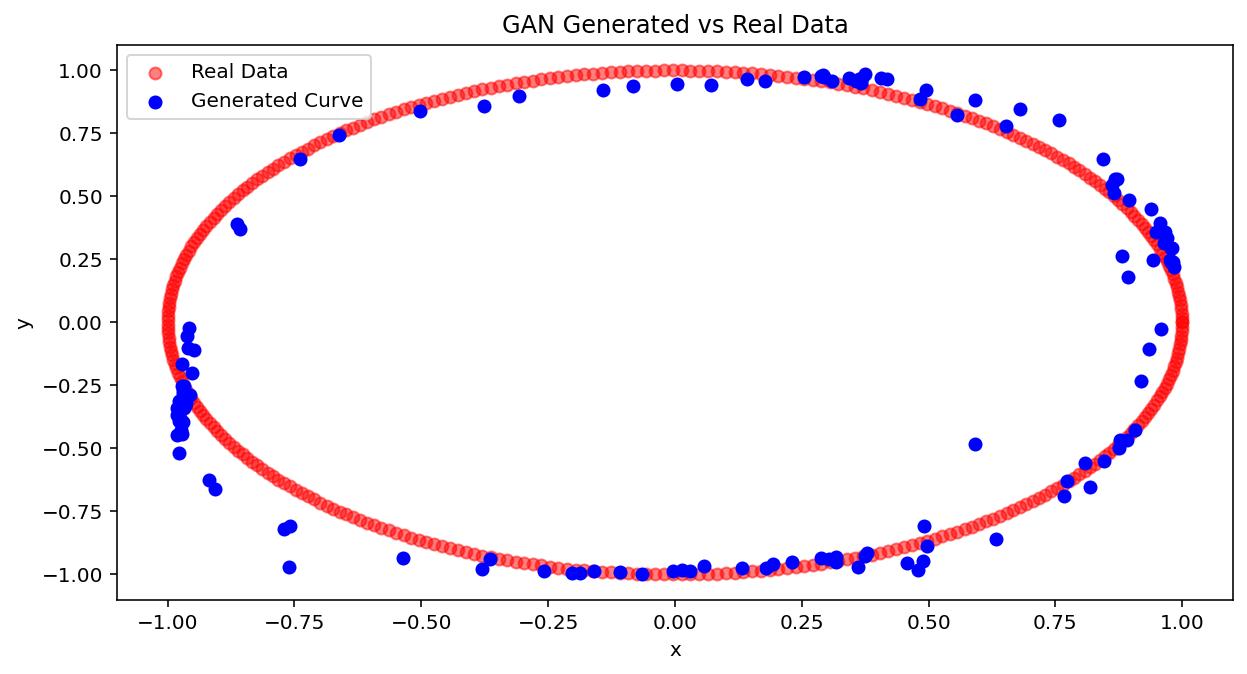 GAN Generated vs Real Data
Real Data
Generated Curve
1.00
0.75
0.50
0.25
0.00
−0.25
−0.50
−0.75
−1.00
y
−1.00 −0.75 −0.50 −0.25 0.00 0.25 0.50 0.75 1.00
x